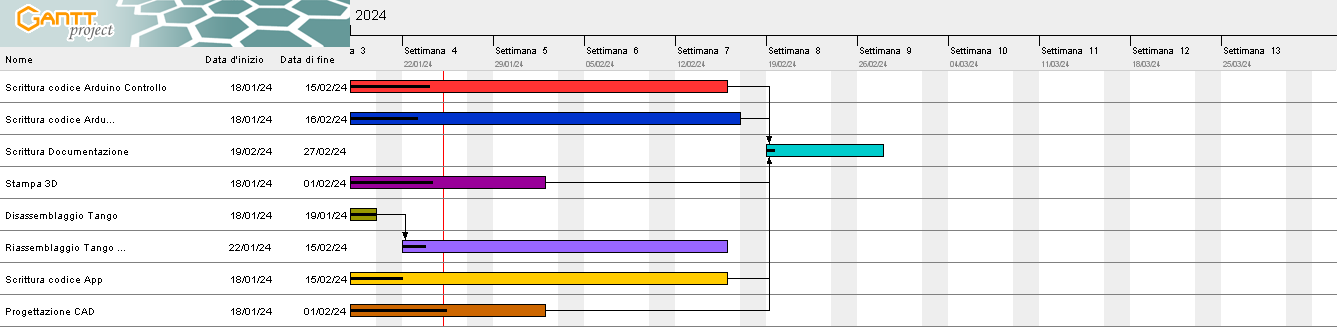 GANTT
project
2024
a 3 Settimana 4 Settimana 5 Settimana 6 Settimana 7 Settimana 8 Settimana 9 Settimana 10 Settimana 11 Settimana 12 Settimana 13
Nome Data d'inizio Data di fine 22/01/24 29/01/24 05/02/24 12/02/24 19/02/24 26/02/24 04/03/24 11/03/24 18/03/24 25/03/24
Scrittura codice Arduino Controllo 18/01/24 15/02/24
Scrittura codice Ardu... 18/01/24 16/02/24
Scrittura Documentazione 19/02/24 27/02/24
Stampa 3D 18/01/24 01/02/24
Disassemblaggio Tango 18/01/24 19/01/24
Riassemblaggio Tango ... 22/01/24 15/02/24
Scrittura codice App 18/01/24 15/02/24
Progettazione CAD 18/01/24 01/02/24